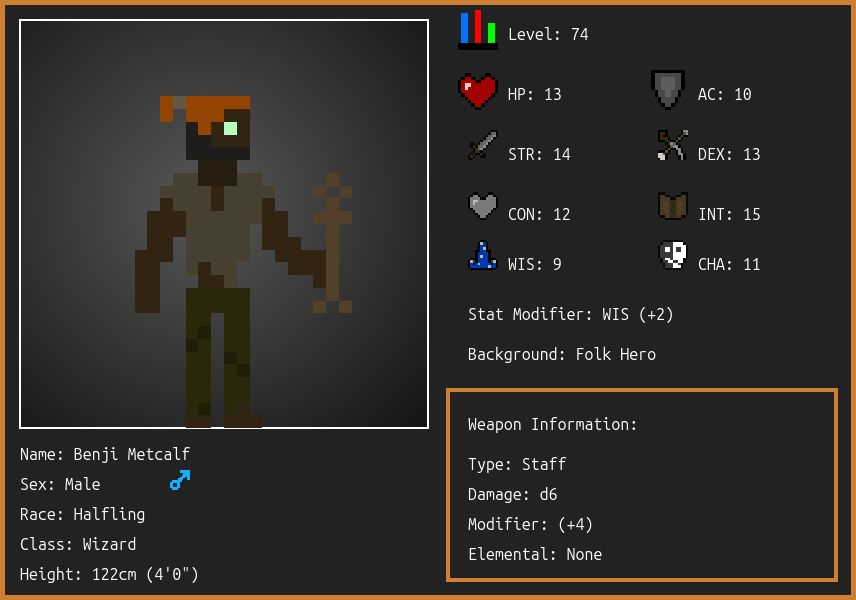 Level: 74
HP: 13
AC: 10
STR: 14
DEX: 13
CON: 12
INT: 15
WIS: 9
CHA: 11
Stat Modifier: WIS (+2)
Background: Folk Hero
Weapon Information:
Type: Staff
Damage: d6
Modifier: (+4)
Elemental: None
Name: Benji Metcalf
Sex: Male
Race: Halfling
Class: Wizard
Height: 122cm (4'0")